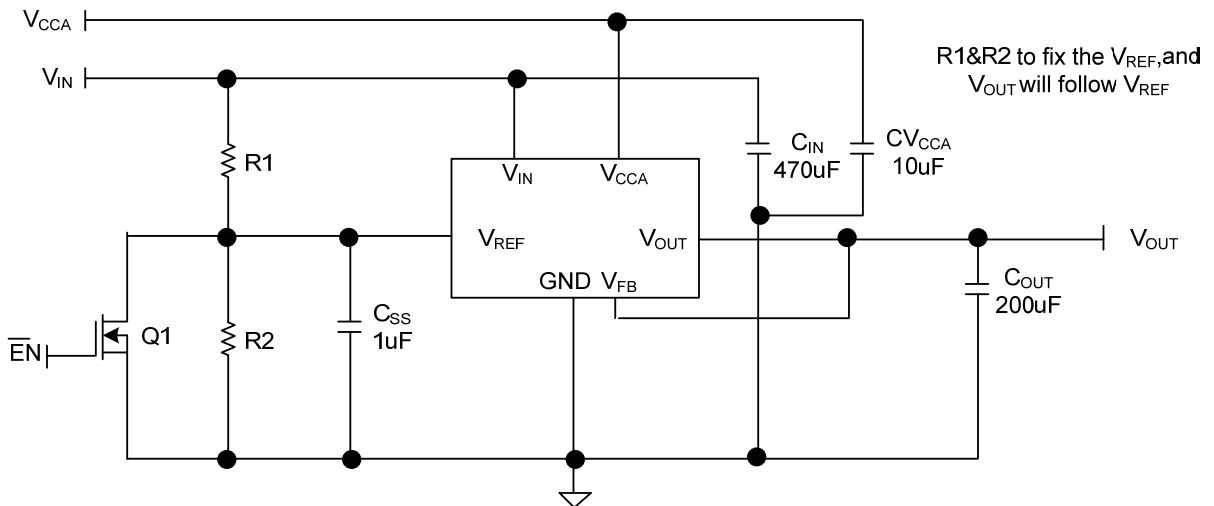 VCCA
VIN
R1&R2 to fix the VREF,and
VOUT will follow VREF
R1
CIN
470uF
CVCCA
10uF
VIN
VCCA
VREF
VOUT
VOUT
GND
VFB
COUT
200uF
CSS
1uF
EN
Q1
R2